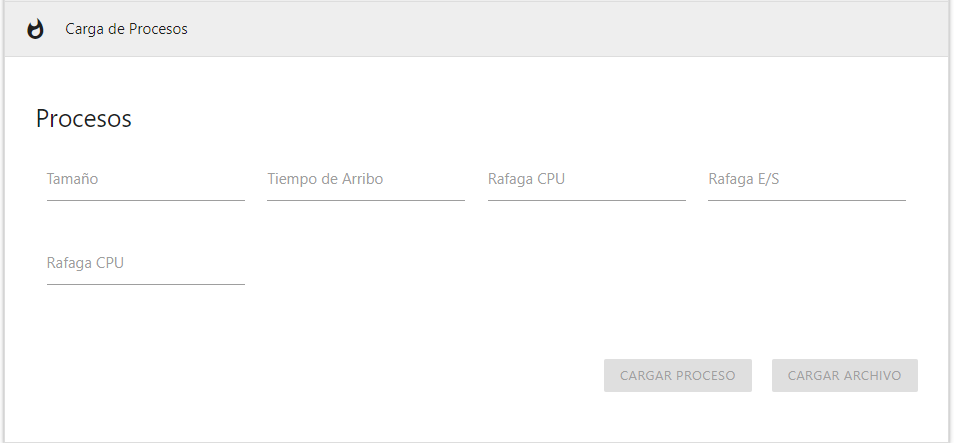 Carga de Procesos
Procesos
Tamaño Tiempo de Arribo Rafaga CPU Rafaga E/S
Rafaga CPU
CARGAR PROCESO CARGAR ARCHIVO